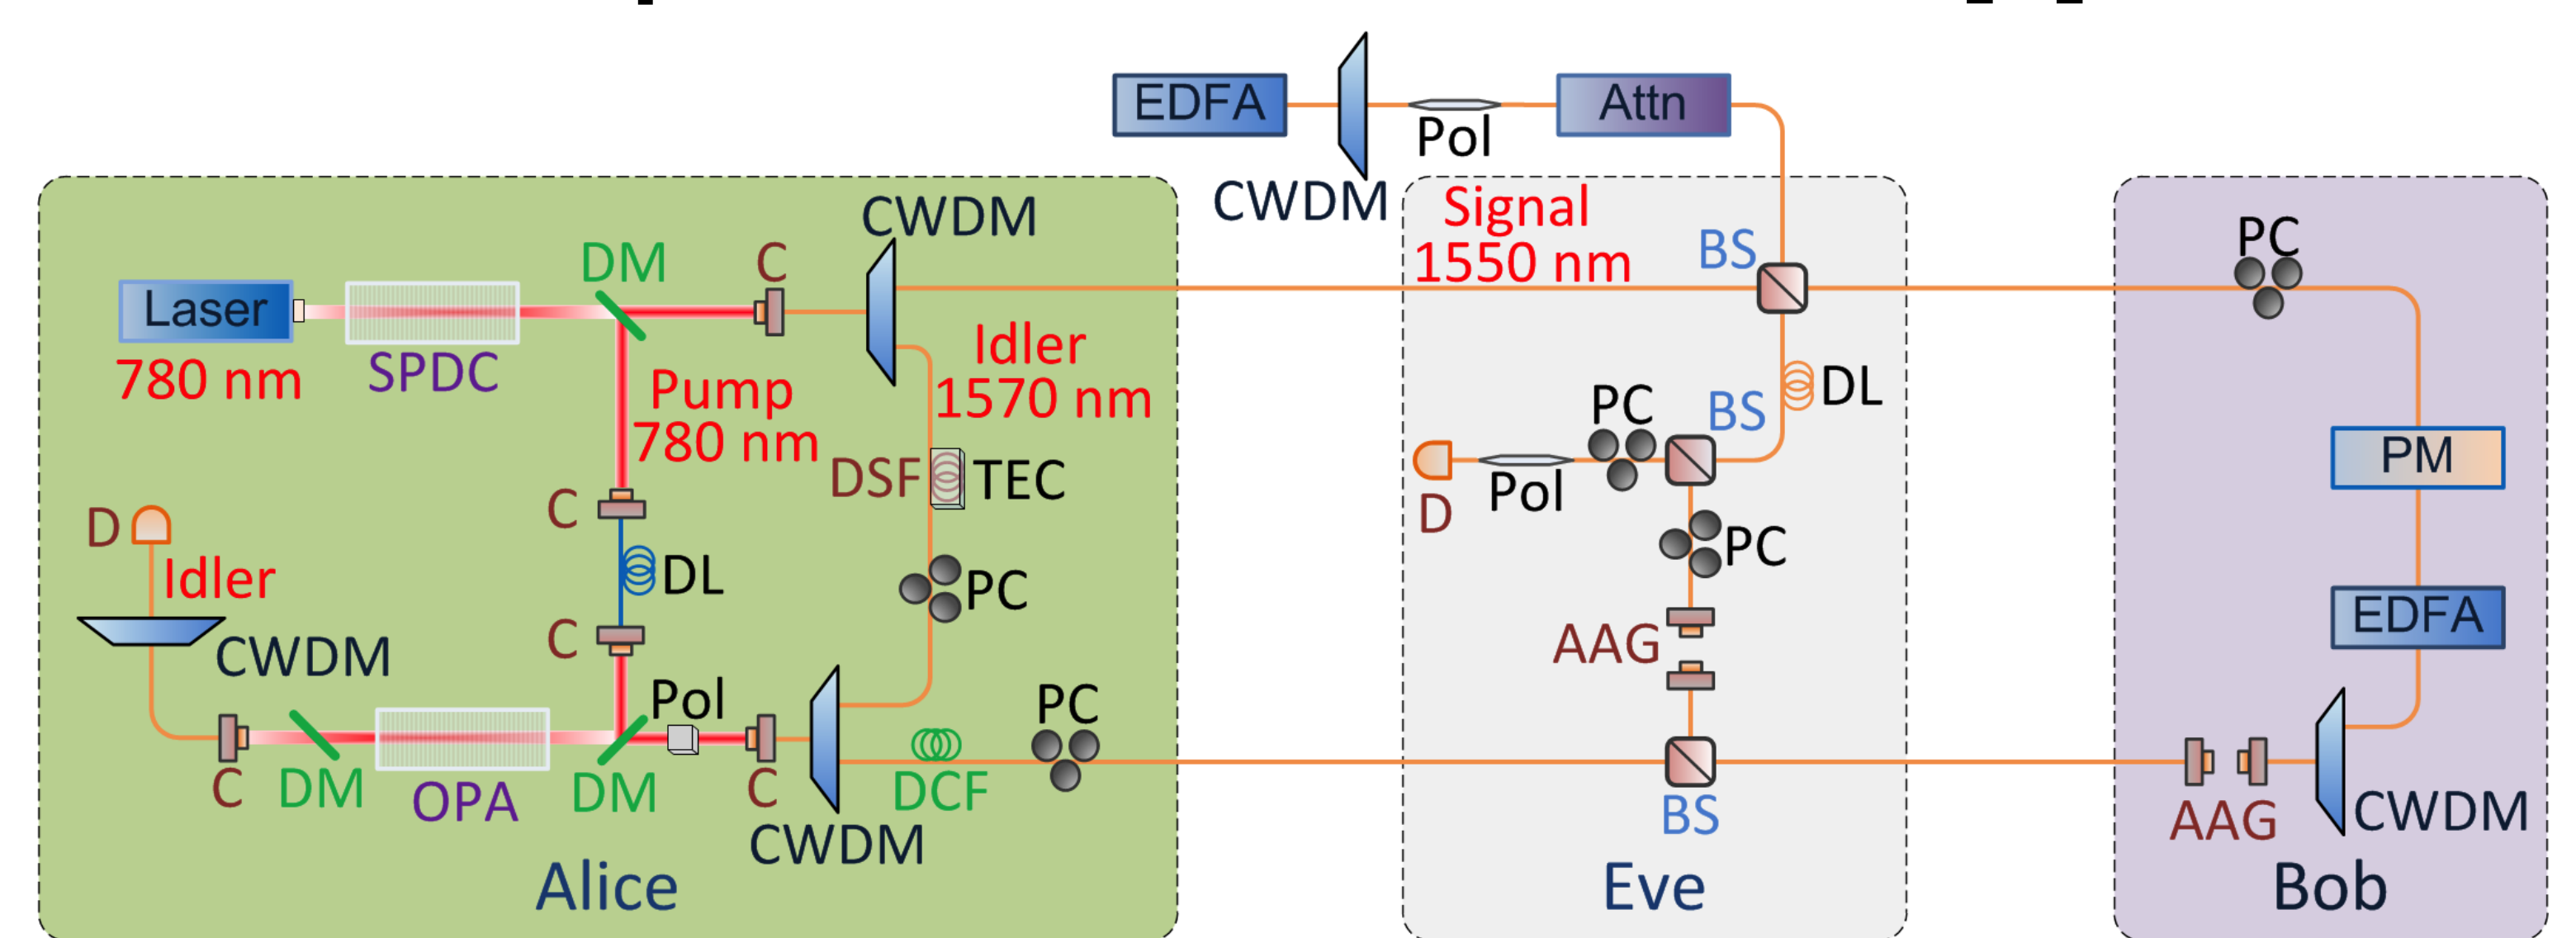 EDFA
CWDM
Pol
Attn
CWDM
Signal
1550 nm
BS
PC
DM
C
Laser
780 nm
SPDC
Idler
1570 nm
Pump
780 nm
DSF
TEC
PC
BS
DL
D
Pol
PC
AAG
BS
PM
EDFA
CWDM
AAG
D
Idler
CWDM
C
DL
C
PC
Pol
PC
C
DM
OPA
DM
C
CWDM
DCF
Alice
Eve
Bob